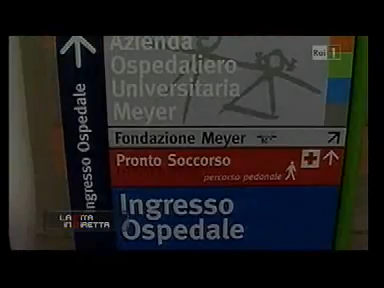 Azienda
Ospedaliero
Universitaria
Meyer
Rai 1
Ingresso Ospedale
Fondazione Meyer
Pronto Soccorso
percorso pedonale
Ingresso
Ospedale
LA VITA
IN DIRETTA